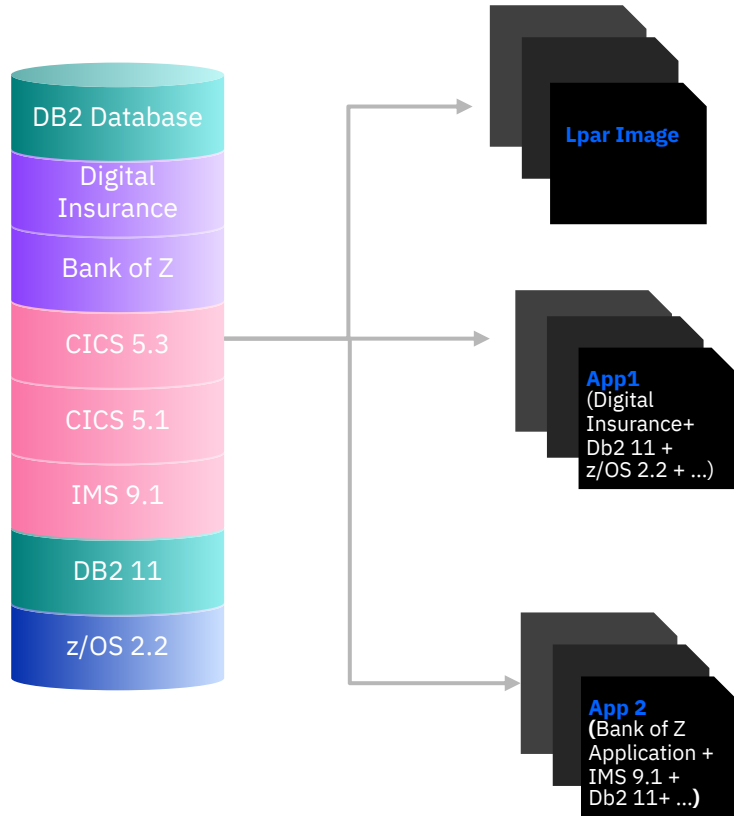 DB2 Database
Digital
Insurance
Bank of Z
CICS 5.3
CICS 5.1
IMS 9.1
DB2 11
z/OS 2.2
Lpar Image
App1
(Digital
Insurance+
Db2 11 +
z/OS 2.2 + ...)
App 2
(Bank of Z
Application +
IMS 9.1 +
Db2 11+ ...)